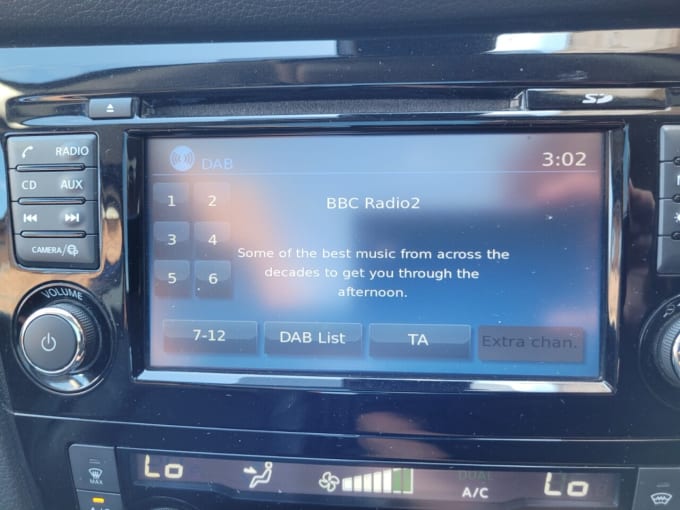 SD
RADIO
CD AUX
CAMERA/
VOLUME
DAB
3:02
1 2
3 4
5 6
BBC Radio2
Some of the best music from across the
decades to get you through the
afternoon.
7-12
DAB List
TA
Extra chan.
MAX
Lo
DUAL
A/C
Lo